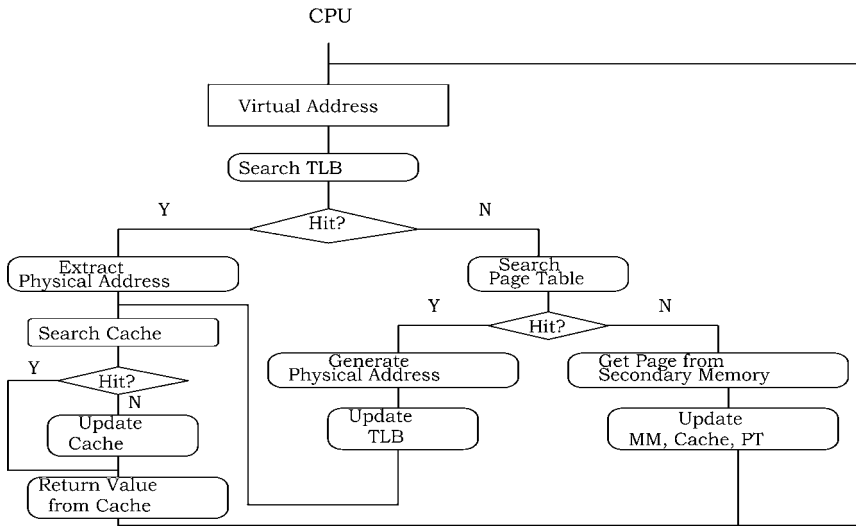 CPU
Virtual Address
Search TLB
Y
Hit?
N
Extract
Physical Address
Search
Page Table
Search Cache
Y
Hit?
N
Y
Hit?
N
Generate
Physical Address
Get Page from
Secondary Memory
Update
Cache
Update
TLB
Update
MM, Cache, PT
Return Value
from Cache